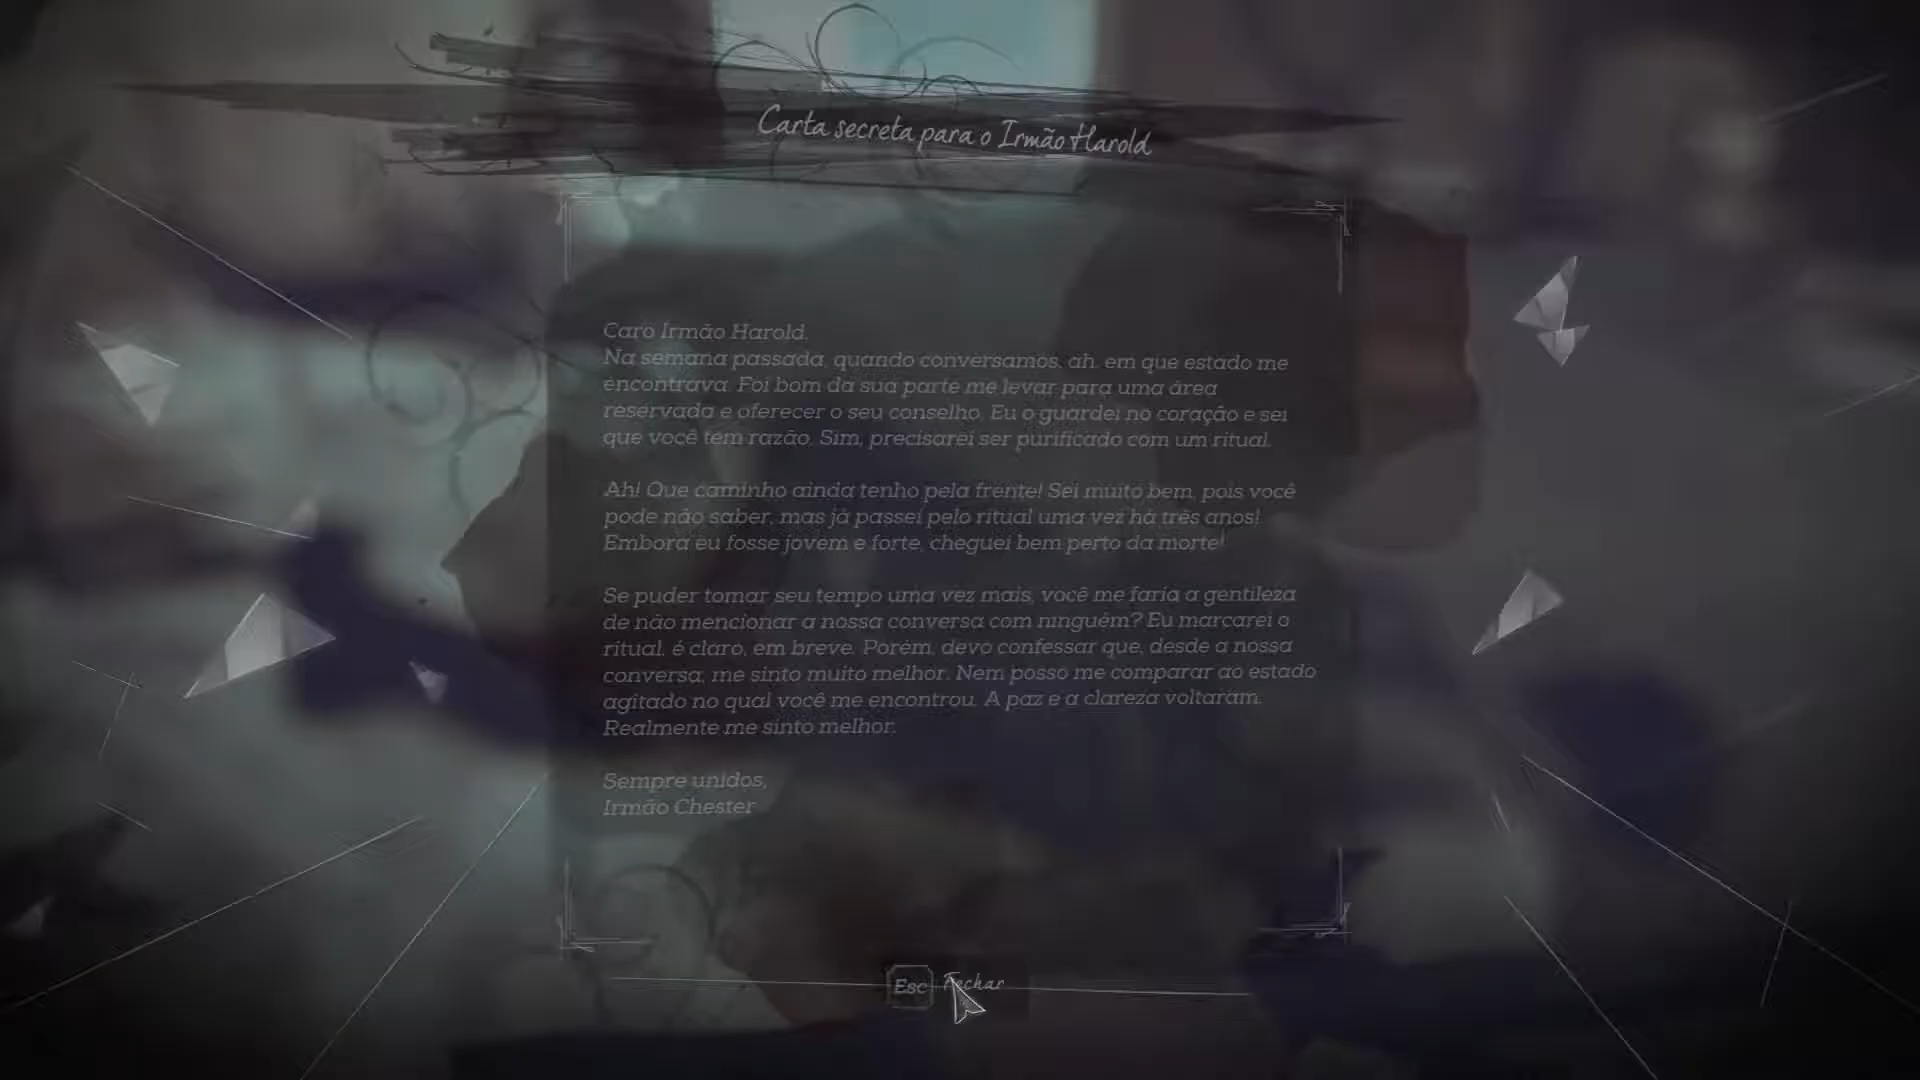 Carta secreta para o Irmão Harold
Caro Irmão Harold,
Na semana passada, quando conversamos, ah, em que estado me
encontrava. Foi bom da sua parte me levar para uma área
reservada e oferecer o seu conselho. Eu o guardei no coração e sei
que você tem razão. Sim, precisarei ser purificado com um ritual.
Ah! Que caminho ainda tenho pela frente! Sei muito bem, pois você
pode não saber, mas já passei pelo ritual uma vez há três anos!
Embora eu fosse jovem e forte, cheguei bem perto da morte!
Se puder tomar seu tempo uma vez mais, você me faria a gentileza
de não mencionar a nossa conversa com ninguém? Eu marcarei o
ritual, é claro, em breve. Porém, devo confessar que, desde a nossa
conversa, me sinto muito melhor. Nem posso me comparar ao estado
agitado no qual você me encontrou. A paz e a clareza voltaram.
Realmente me sinto melhor.
Sempre unidos,
Irmão Chester
Esc Fechar